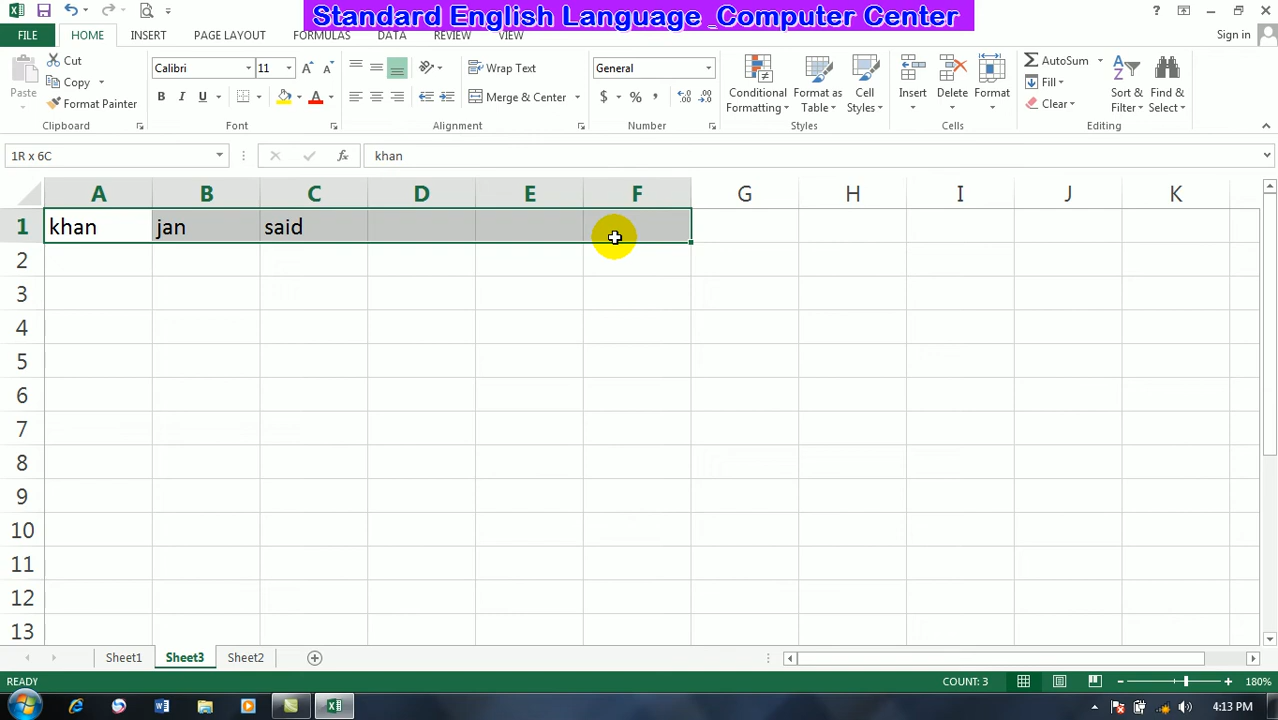 Standard English Language _Computer Center
Sign in
FILE HOME INSERT PAGE LAYOUT FORMULAS DATA REVIEW VIEW
Paste
Cut
Copy
Format Painter
Clipboard
Calibri 11
B I U
Font
Wrap Text
Merge & Center
Alignment
General
$ % ,
Number
Conditional Formatting
Format as Table
Cell Styles
Styles
Insert
Delete
Format
Cells
AutoSum
Fill
Clear
Sort & Filter
Find & Select
Editing
1R x 6C
fx
khan
A B C D E F G H I J K
1 khan jan said
2
3
4
5
6
7
8
9
10
11
12
13
Sheet1 Sheet3 Sheet2
READY COUNT: 3 180%
4:13 PM